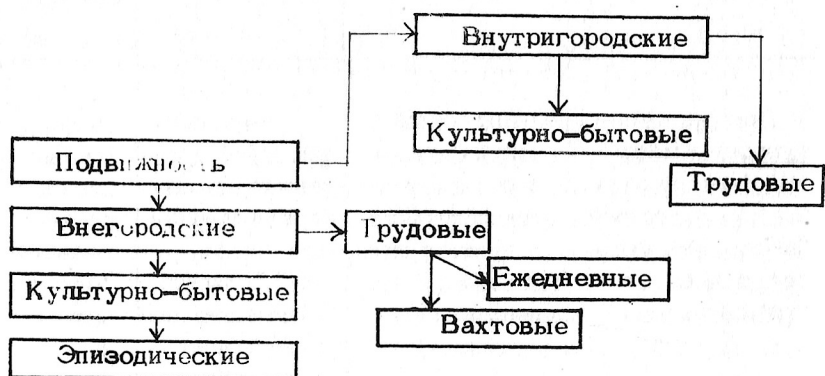 Внутригородские
Культурно-бытовые
Подвижность
Трудовые
Внегородские
Трудовые
Ежедневные
Культурно-бытовые
Вахтовые
Эпизодические